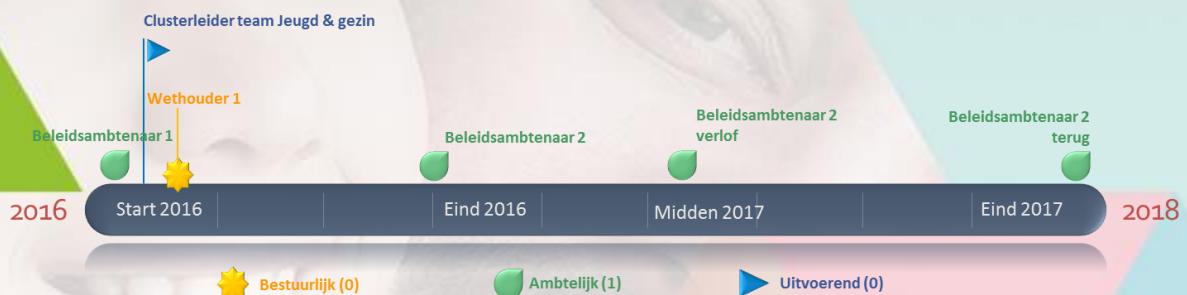 Clusterleider team Jeugd & gezin
Wethouder 1
Beleidsambtenaar 1
Beleidsambtenaar 2
Beleidsambtenaar 2
verlof
Beleidsambtenaar 2
terug
2016
Start 2016
Eind 2016
Midden 2017
Eind 2017
2018
Bestuurlijk (0)
Ambtelijk (1)
Uitvoerend (0)